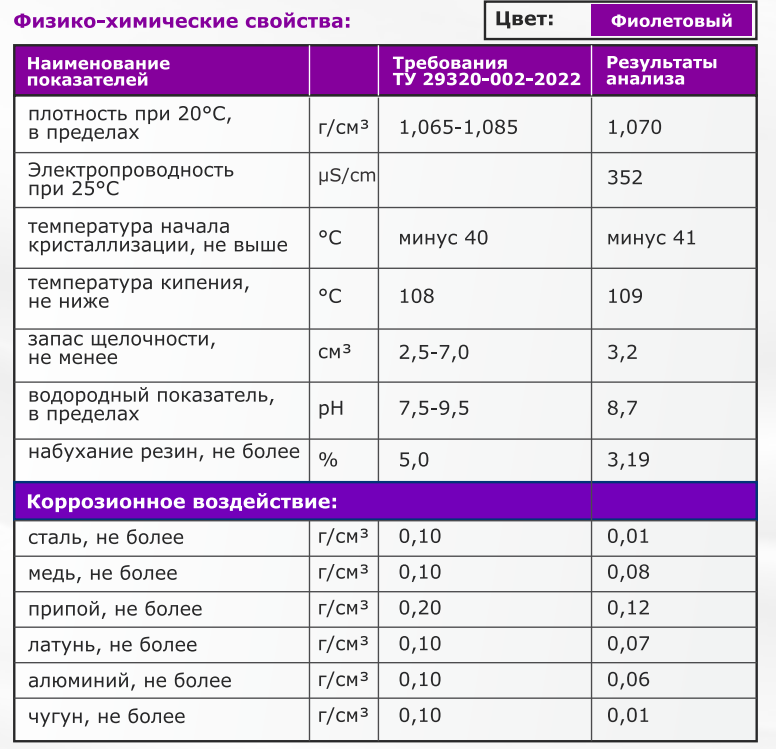 Физико-химические свойства:
Цвет: Фиолетовый
Наименование
показателей
Требования
ТУ 29320-002-2022
Результаты
анализа
плотность при 20°С,
в пределах
г/см³
1,065-1,085
1,070
Электропроводность
при 25°С
µS/cm
352
температура начала
кристаллизации, не выше
°С
минус 40
минус 41
температура кипения,
не ниже
°С
108
109
запас щелочности,
не менее
см³
2,5-7,0
3,2
водородный показатель,
в пределах
рН
7,5-9,5
8,7
набухание резин, не более
%
5,0
3,19
Коррозионное воздействие:
сталь, не более
г/см³
0,10
0,01
медь, не более
г/см³
0,10
0,08
припой, не более
г/см³
0,20
0,12
латунь, не более
г/см³
0,10
0,07
алюминий, не более
г/см³
0,10
0,06
чугун, не более
г/см³
0,10
0,01